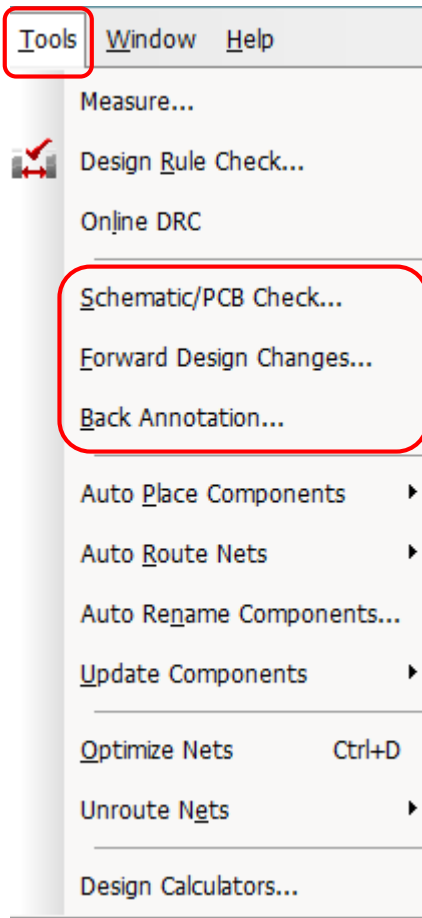 Tools Window Help
Measure...
Design Rule Check...
Online DRC
Schematic/PCB Check...
Forward Design Changes...
Back Annotation...
Auto Place Components
Auto Route Nets
Auto Rename Components...
Update Components
Optimize Nets Ctrl+D
Unroute Nets
Design Calculators...